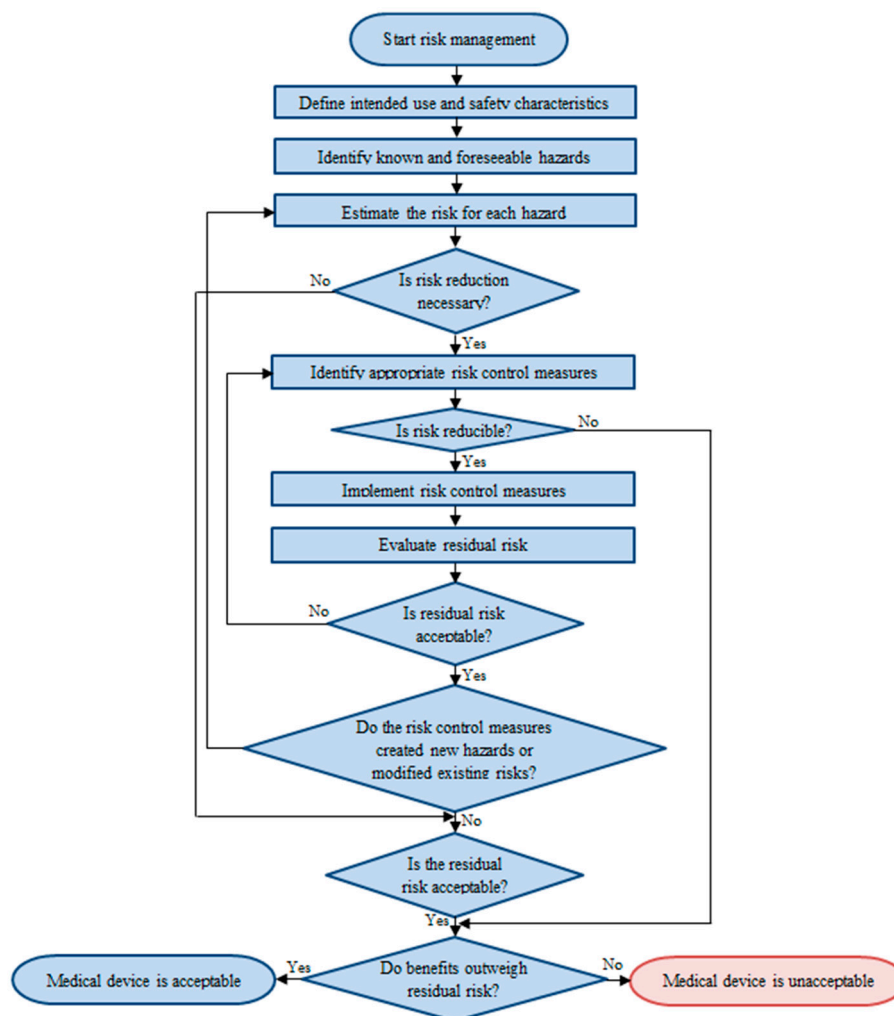 Start risk management
Define intended use and safety characteristics
Identify known and foreseeable hazards
Estimate the risk for each hazard
No
Is risk reduction
necessary?
Yes
Identify appropriate risk control measures
Is risk reducible?
No
Yes
Implement risk control measures
Evaluate residual risk
No
Is residual risk
acceptable?
Yes
Do the risk control measures
created new hazards or
modified existing risks?
No
Is the residual
risk acceptable?
Yes
Medical device is acceptable
Yes
Do benefits outweigh
residual risk?
No
Medical device is unacceptable